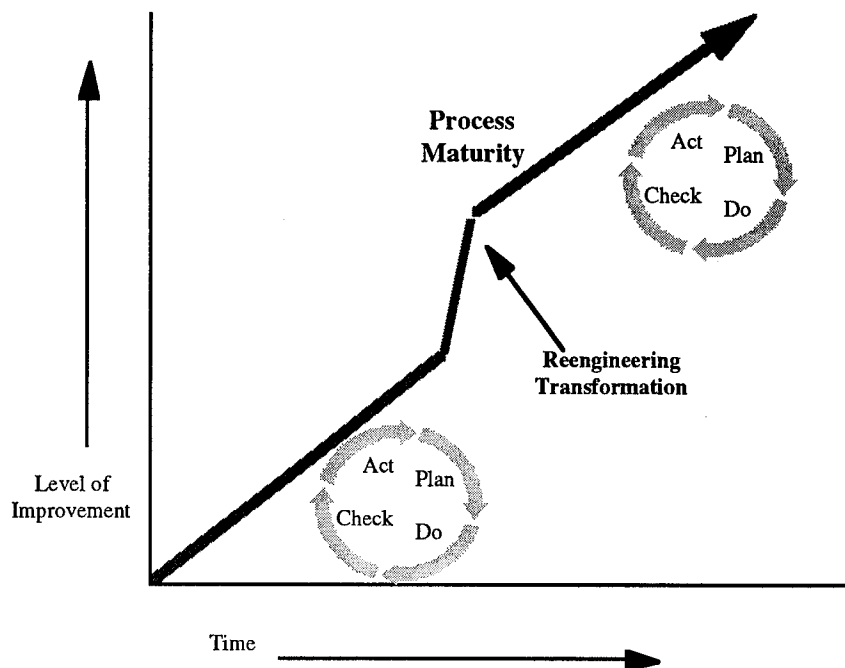 Process
Maturity
Act
Plan
Check
Do
Reengineering
Transformation
Act
Plan
Check
Do
Level of
Improvement
Time